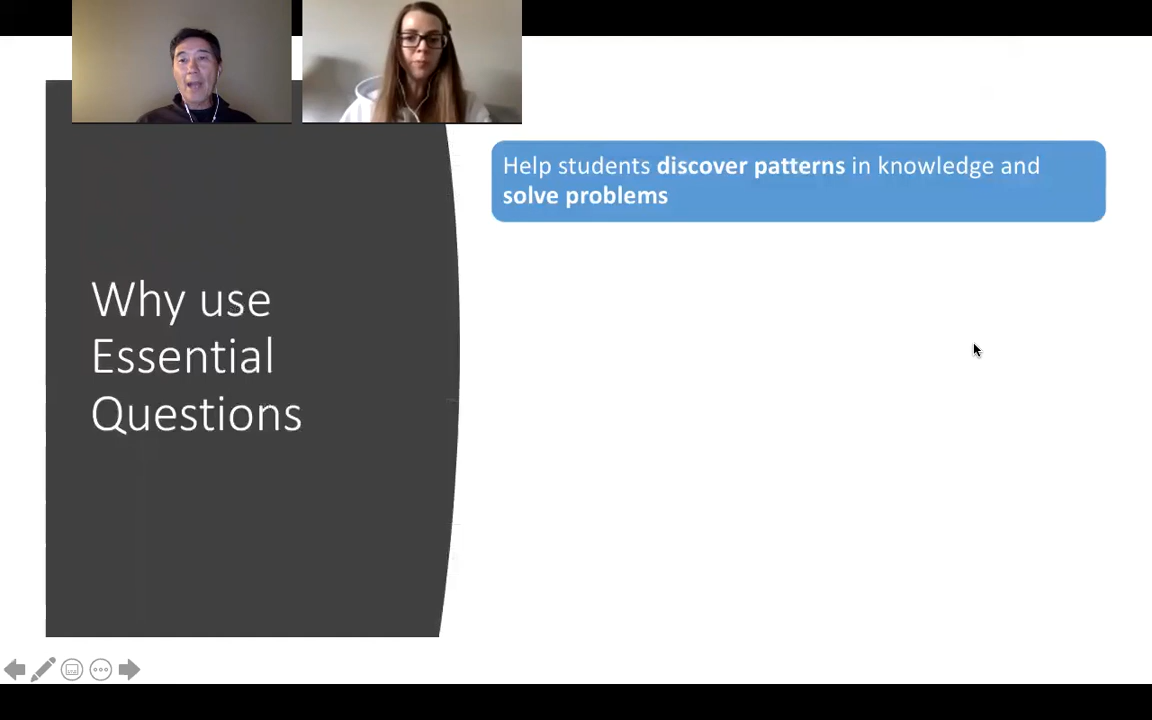 Help students discover patterns in knowledge and
solve problems
Why use
Essential
Questions